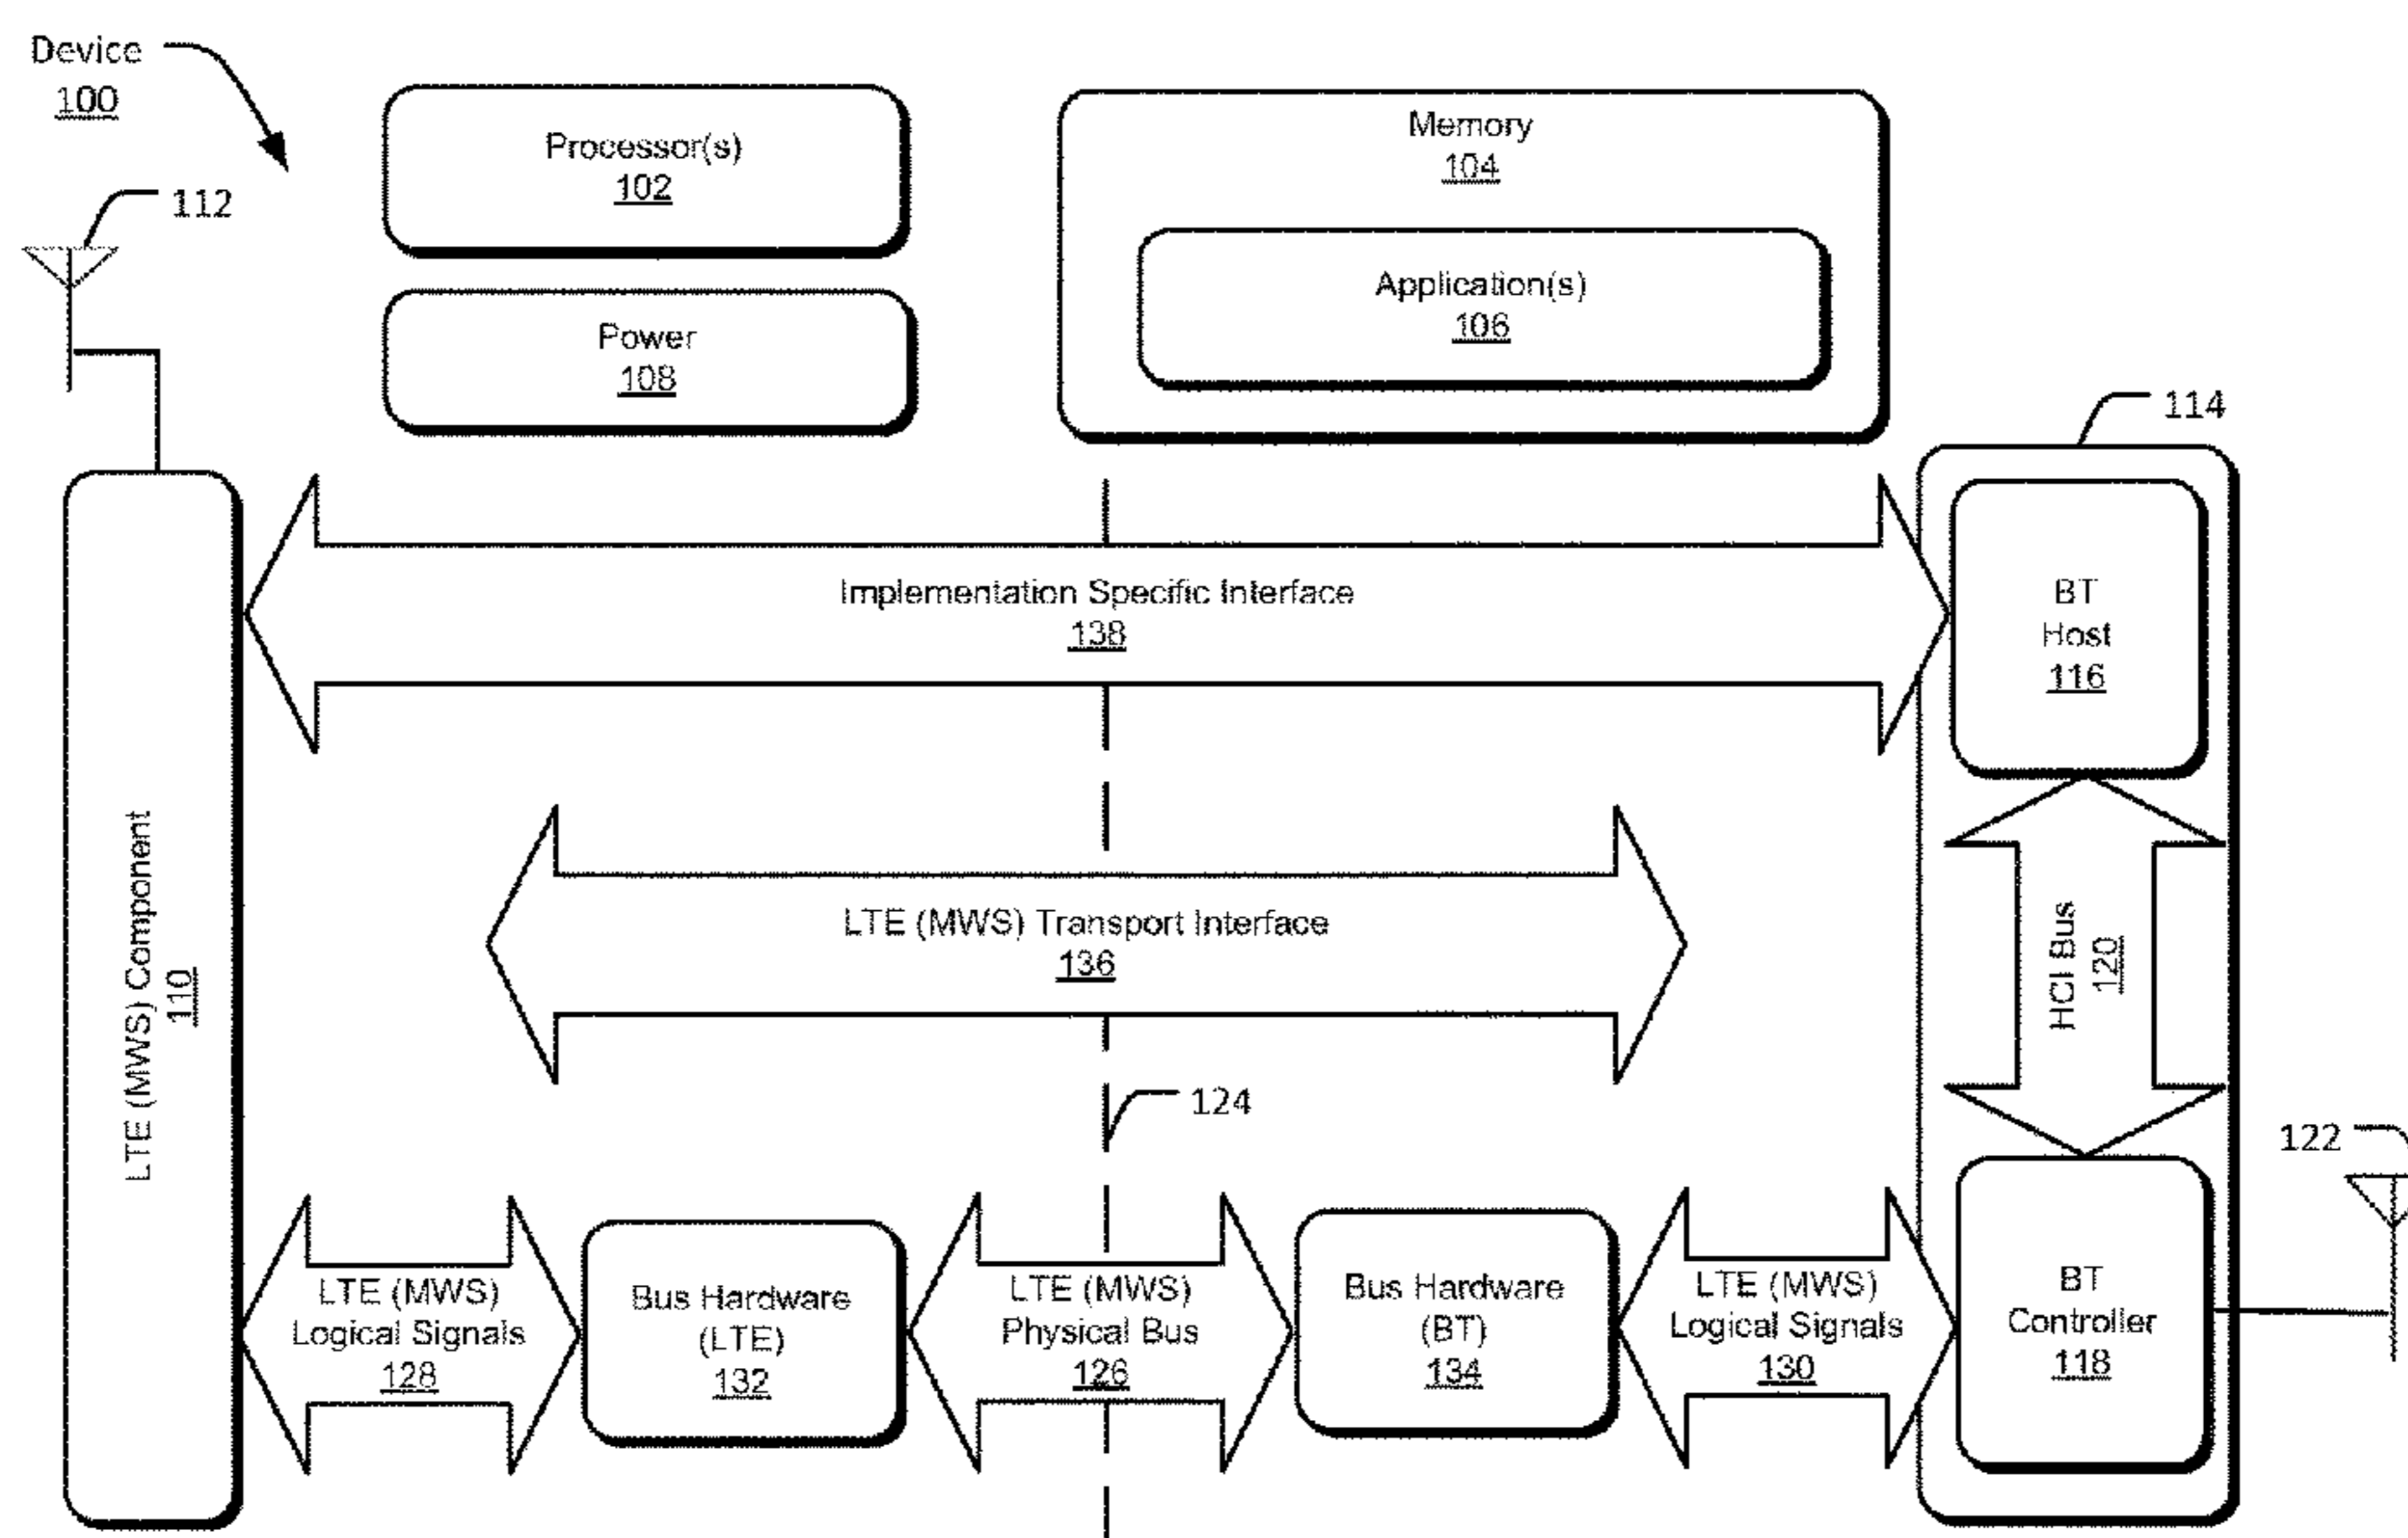 Device
100
Processor(s)
102
Memory
104
112
Application(s)
106
Power
108
114
Implementation Specific Interface
138
BT
Host
116
LTE (MWS) Component
110
LTE (MWS) Transport Interface
136
HCI Bus
120
124
122
LTE (MWS)
Logical Signals
128
Bus Hardware
(LTE)
132
LTE (MWS)
Physical Bus
126
Bus Hardware
(BT)
134
LTE (MWS)
Logical Signals
130
BT
Controller
118